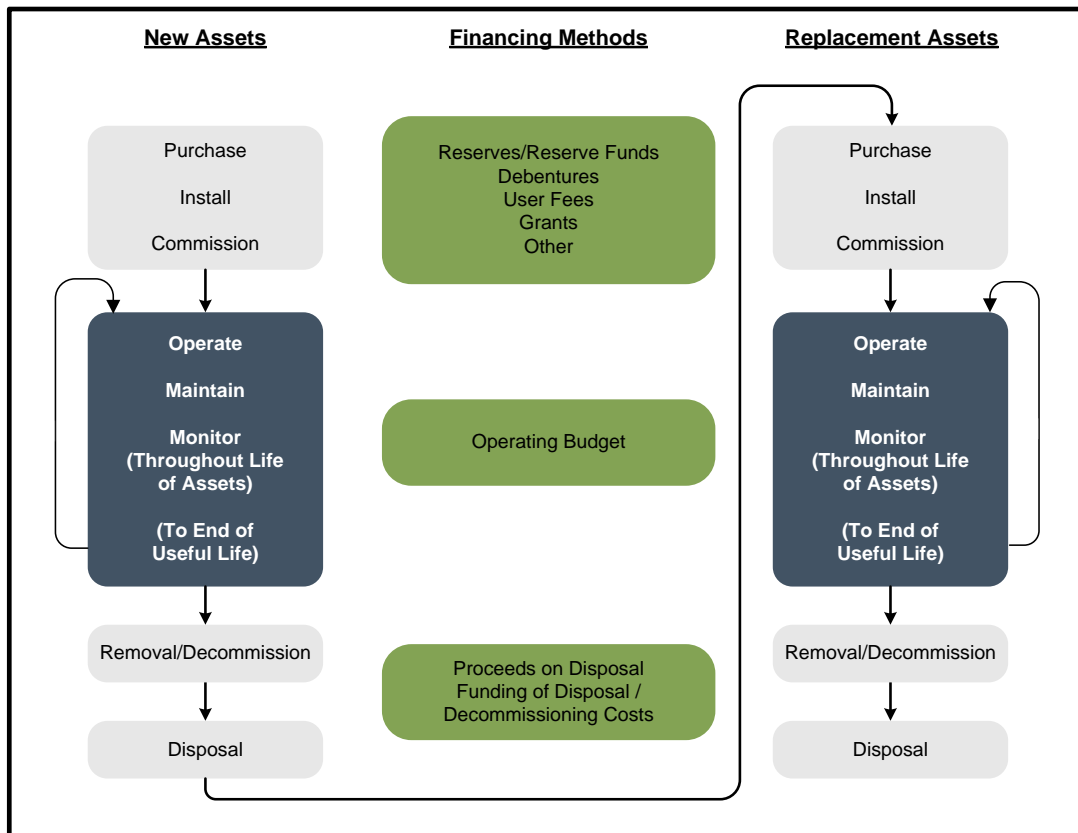 New Assets
Financing Methods
Replacement Assets
Purchase
Install
Commission
Operate
Maintain
Monitor
(Throughout Life
of Assets)
(To End of
Useful Life)
Removal/Decommission
Disposal
Reserves/Reserve Funds
Debentures
User Fees
Grants
Other
Operating Budget
Proceeds on Disposal
Funding of Disposal /
Decommissioning Costs
Purchase
Install
Commission
Operate
Maintain
Monitor
(Throughout Life
of Assets)
(To End of
Useful Life)
Removal/Decommission
Disposal